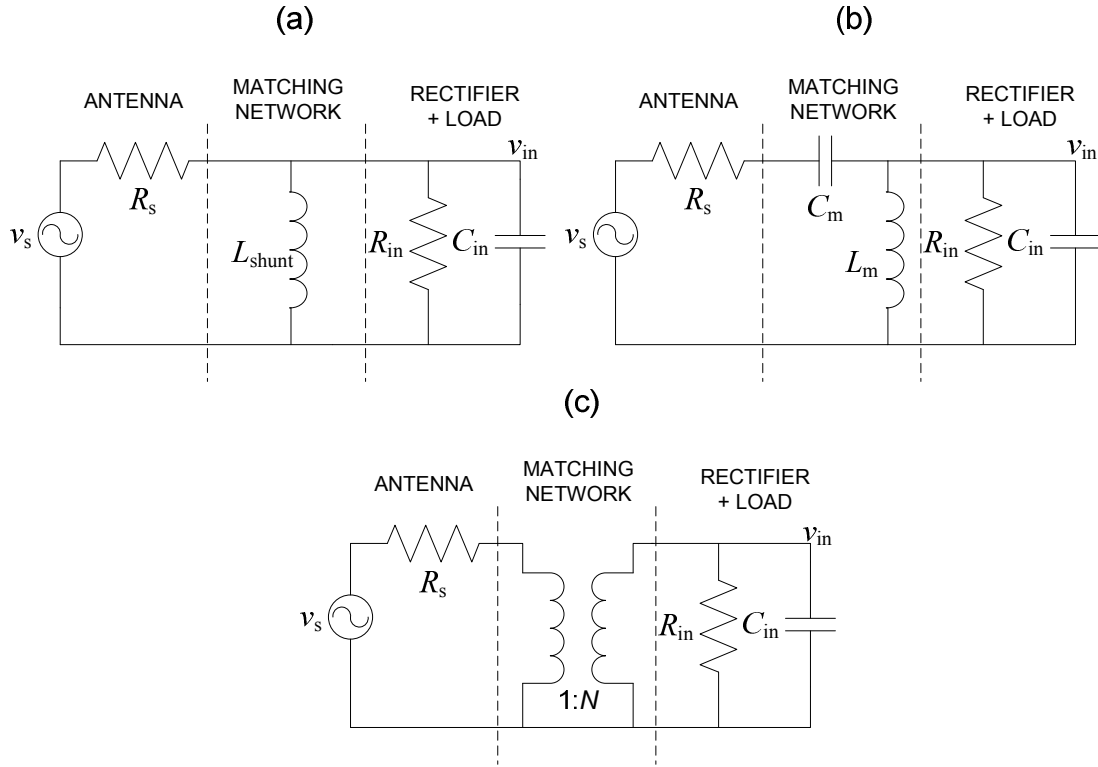 (a)
ANTENNA
MATCHING
NETWORK
RECTIFIER
+ LOAD
vin
Rs
vs
Lshunt
Rin
Cin
(b)
ANTENNA
MATCHING
NETWORK
RECTIFIER
+ LOAD
vin
Rs
Cm
vs
Lm
Rin
Cin
(c)
ANTENNA
MATCHING
NETWORK
RECTIFIER
+ LOAD
vin
Rs
vs
Rin
Cin
1:N